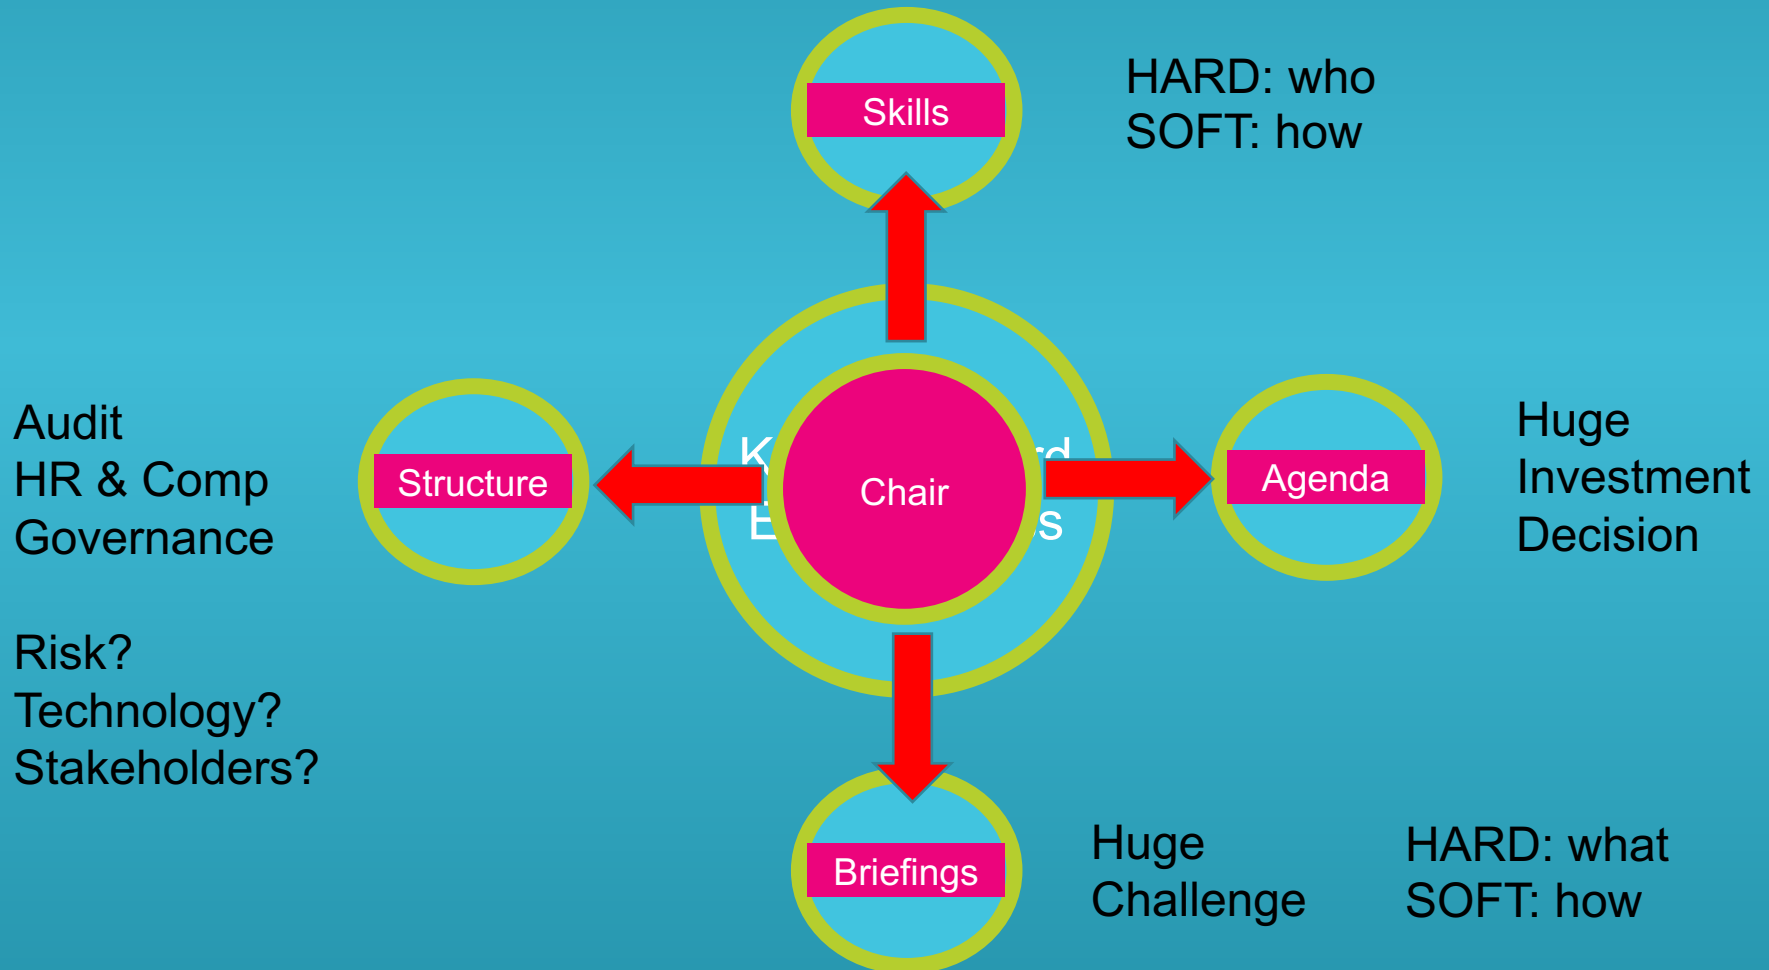 Skills
HARD: who
SOFT: how
Audit
HR & Comp
Governance
Risk?
Technology?
Stakeholders?
Structure
Chair
Agenda
Huge
Investment
Decision
Briefings
Huge
Challenge
HARD: what
SOFT: how